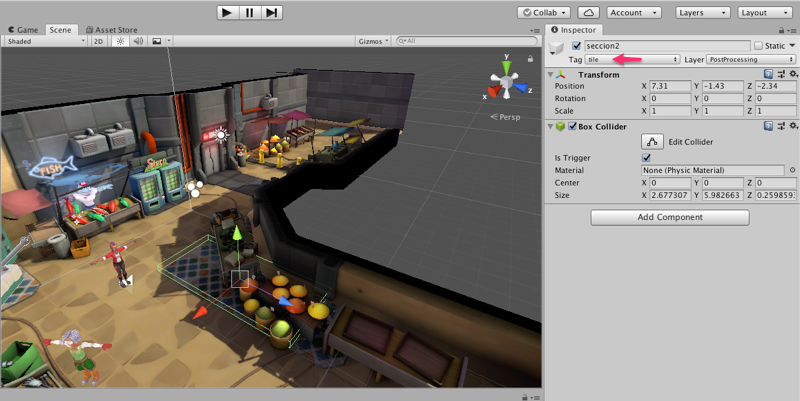 Collab
Account
Layers
Layout
Game
Scene
Asset Store
Inspector
Shaded
2D
Gizmos
All
seccion2
Static
Tag
tile
Layer
PostProcessing
Transform
Position X 7.31 Y -1.43 Z -2.34
Rotation X 0 Y 0 Z 0
Scale X 1 Y 1 Z 1
Box Collider
Edit Collider
Is Trigger
Material None (Physic Material)
Center X 0 Y 0 Z 0
Size X 2.677307 Y 5.982663 Z 0.259859
Add Component
y
x
z
Persp
FISH